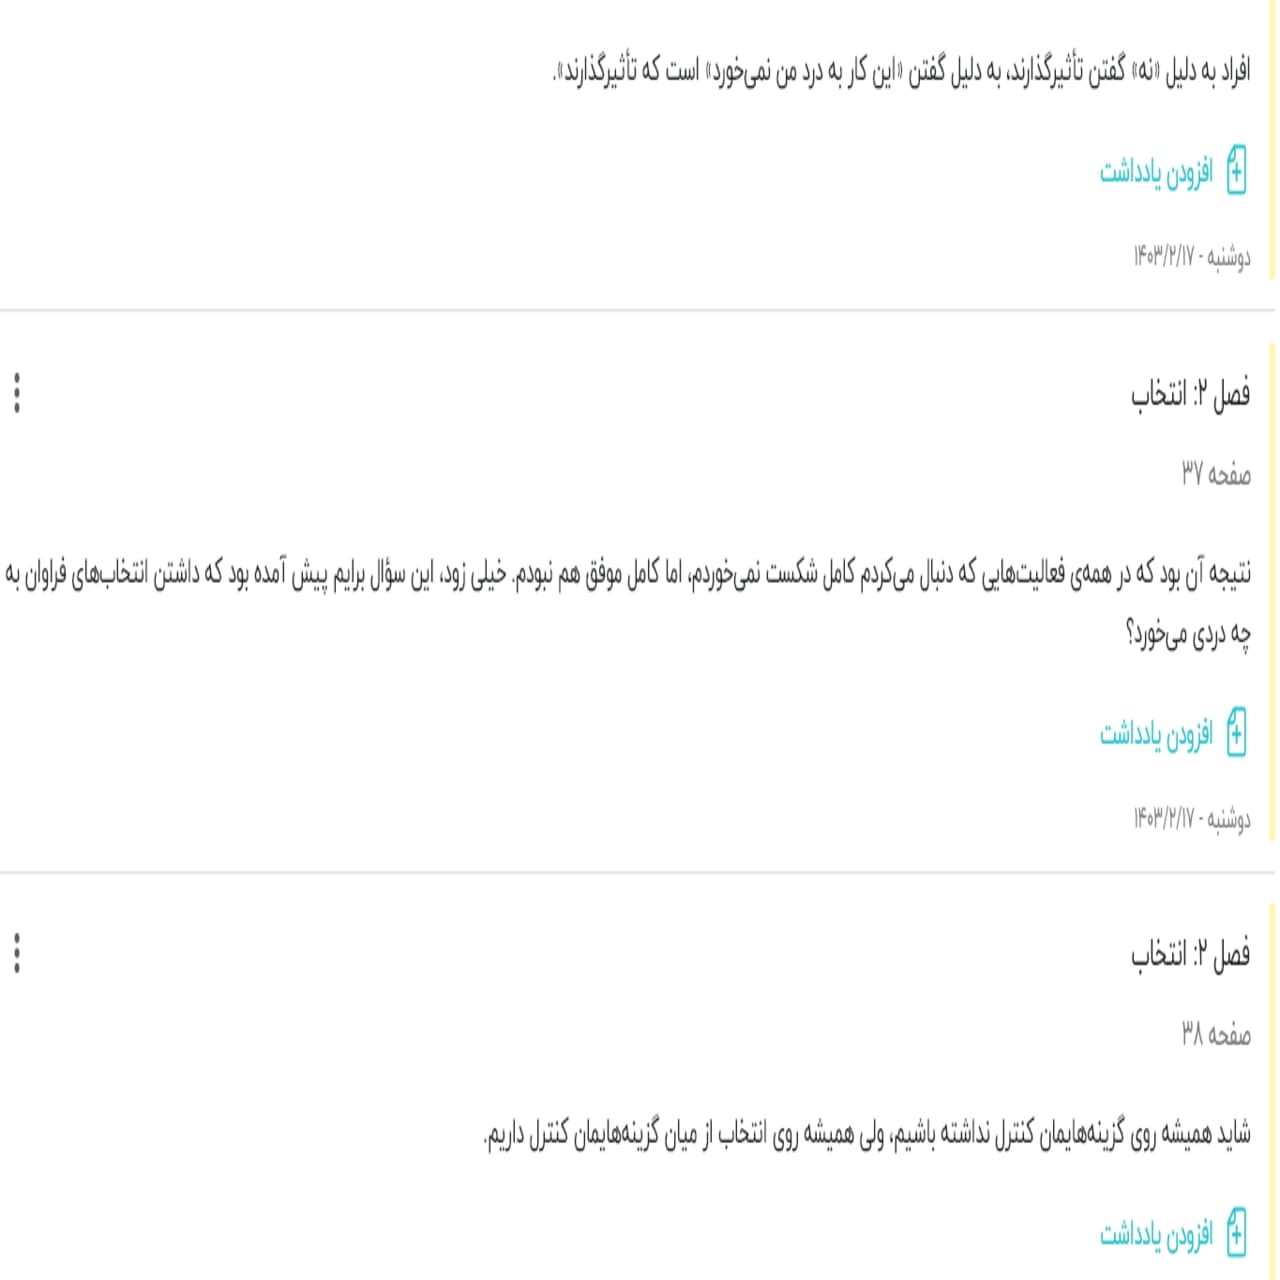 افراد به دلیل «نه» گفتن تأثیرگذارند، به دلیل گفتن «این کار به درد من نمی‌خورد» است که تأثیرگذارند».
افزودن یادداشت
دوشنبه - ۱۴۰۳/۲/۱۷
فصل ۲: انتخاب
صفحه ۳۷
نتیجه آن بود که در همه‌ی فعالیت‌هایی که دنبال می‌کردم کامل شکست نمی‌خوردم، اما کامل موفق هم نبودم. خیلی زود، این سؤال برایم پیش آمده بود که داشتن انتخاب‌های فراوان به
چه دردی می‌خورد؟
افزودن یادداشت
دوشنبه - ۱۴۰۳/۲/۱۷
فصل ۲: انتخاب
صفحه ۳۸
شاید همیشه روی گزینه‌هایمان کنترل نداشته باشیم، ولی همیشه روی انتخاب از میان گزینه‌هایمان کنترل داریم.
افزودن یادداشت